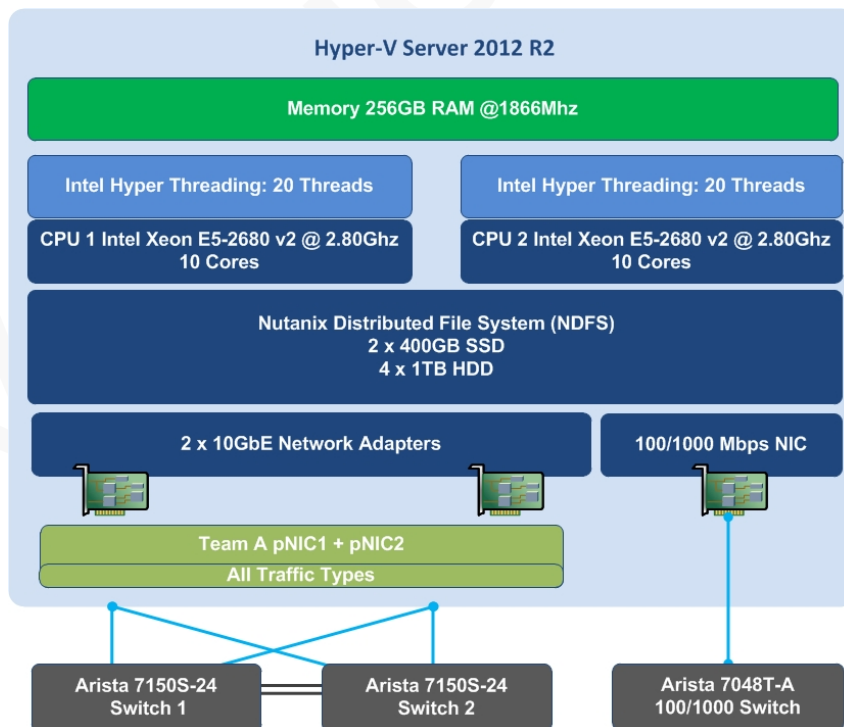 Hyper-V Server 2012 R2
Memory 256GB RAM @1866Mhz
Intel Hyper Threading: 20 Threads
Intel Hyper Threading: 20 Threads
CPU 1 Intel Xeon E5-2680 v2 @ 2.80Ghz
10 Cores
CPU 2 Intel Xeon E5-2680 v2 @ 2.80Ghz
10 Cores
Nutanix Distributed File System (NDFS)
2 x 400GB SSD
4 x 1TB HDD
2 x 10GbE Network Adapters
100/1000 Mbps NIC
Team A pNIC1 + pNIC2
All Traffic Types
Arista 7150S-24
Switch 1
Arista 7150S-24
Switch 2
Arista 7048T-A
100/1000 Switch